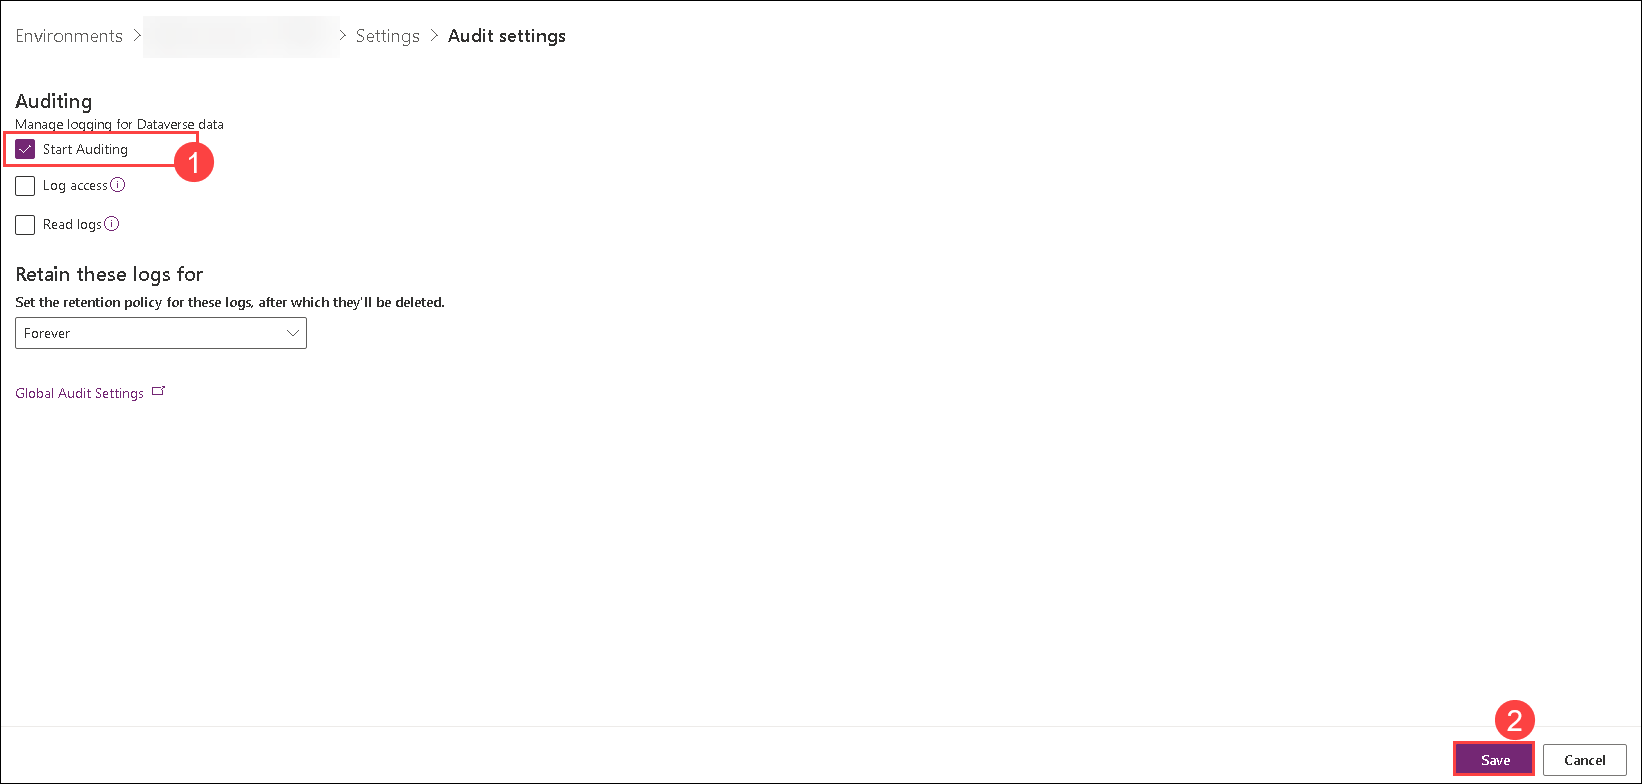 Environments > > Settings > Audit settings
Auditing
Manage logging for Dataverse data
Start Auditing
1
Log access
Read logs
Retain these logs for
Set the retention policy for these logs, after which they'll be deleted.
Forever
Global Audit Settings
2
Save Cancel